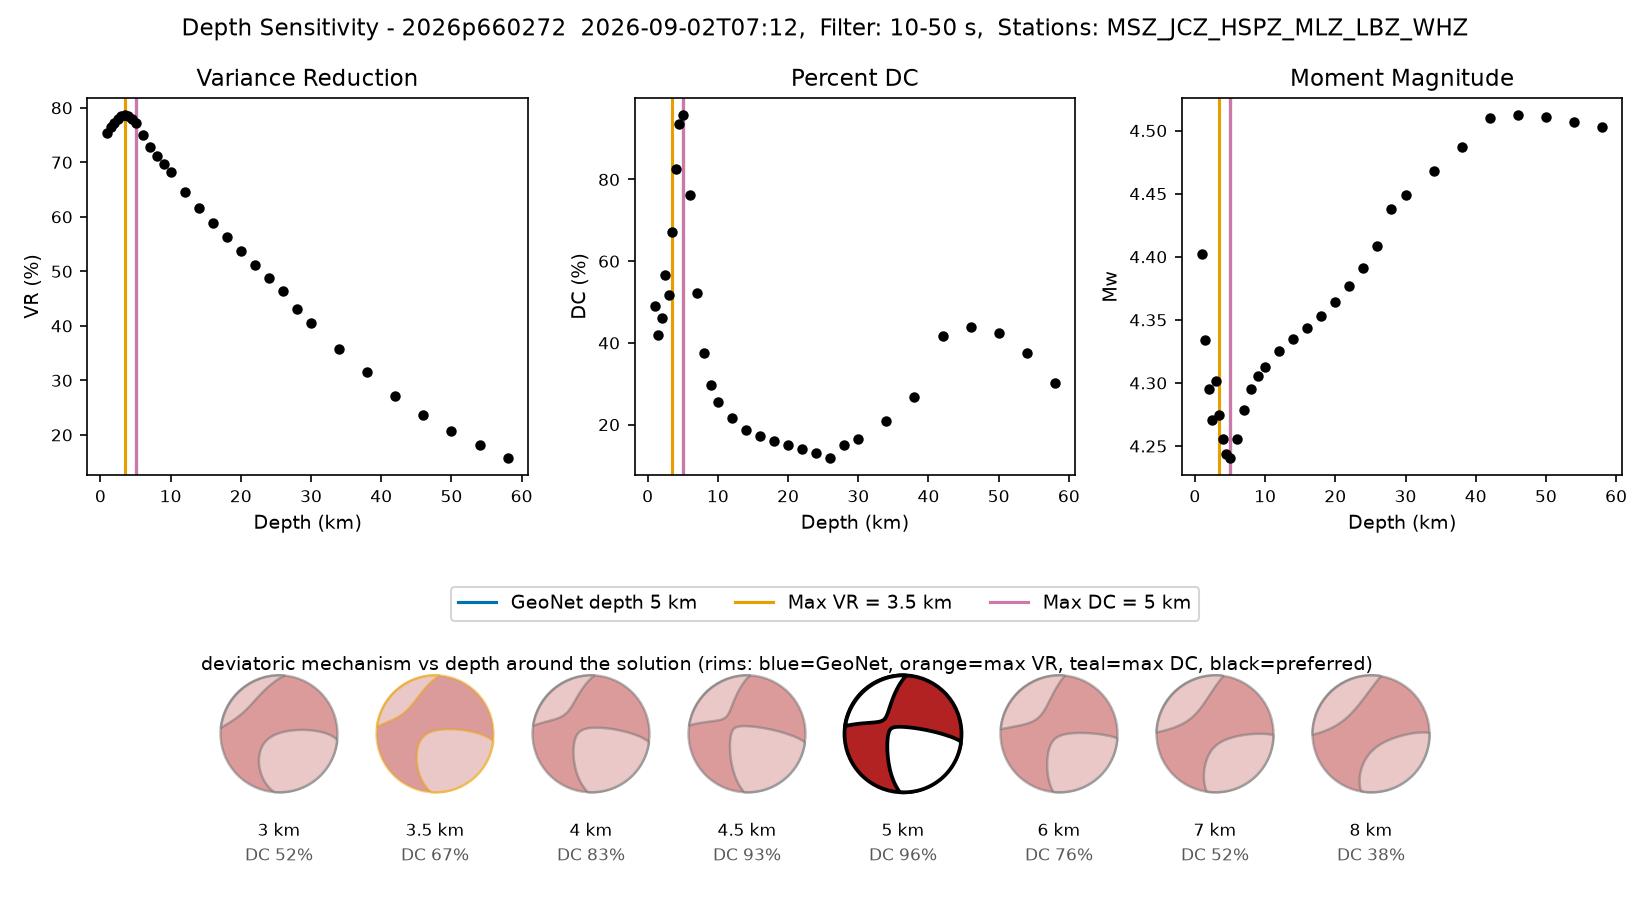 Depth Sensitivity - 2026p660272  2026-09-02T07:12,  Filter: 10-50 s,  Stations: MSZ_JCZ_HSPZ_MLZ_LBZ_WHZ
Variance Reduction
Percent DC
Moment Magnitude
VR (%)
80
70
60
50
40
30
20
0 10 20 30 40 50 60
Depth (km)
DC (%)
80
60
40
20
0 10 20 30 40 50 60
Depth (km)
Mw
4.50
4.45
4.40
4.35
4.30
4.25
0 10 20 30 40 50 60
Depth (km)
GeoNet depth 5 km
Max VR = 3.5 km
Max DC = 5 km
deviatoric mechanism vs depth around the solution (rims: blue=GeoNet, orange=max VR, teal=max DC, black=preferred)
3 km 3.5 km 4 km 4.5 km 5 km 6 km 7 km 8 km
DC 52% DC 67% DC 83% DC 93% DC 96% DC 76% DC 52% DC 38%